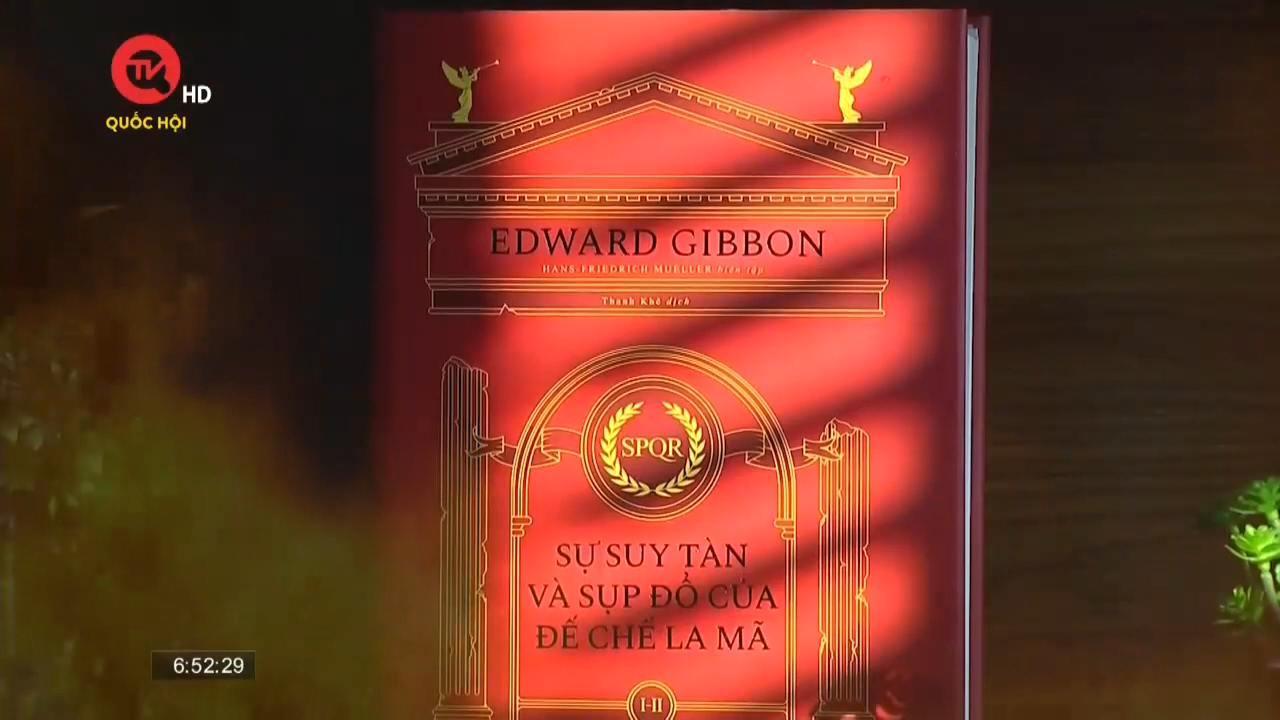 TV
HD
QUỐC HỘI
EDWARD GIBBON
HANS-FRIEDRICH MUELLER biên tập
Thanh Khê dịch
SPQR
SỰ SUY TÀN
VÀ SỤP ĐỔ CỦA
ĐẾ CHẾ LA MÃ
I-II
6:52:29